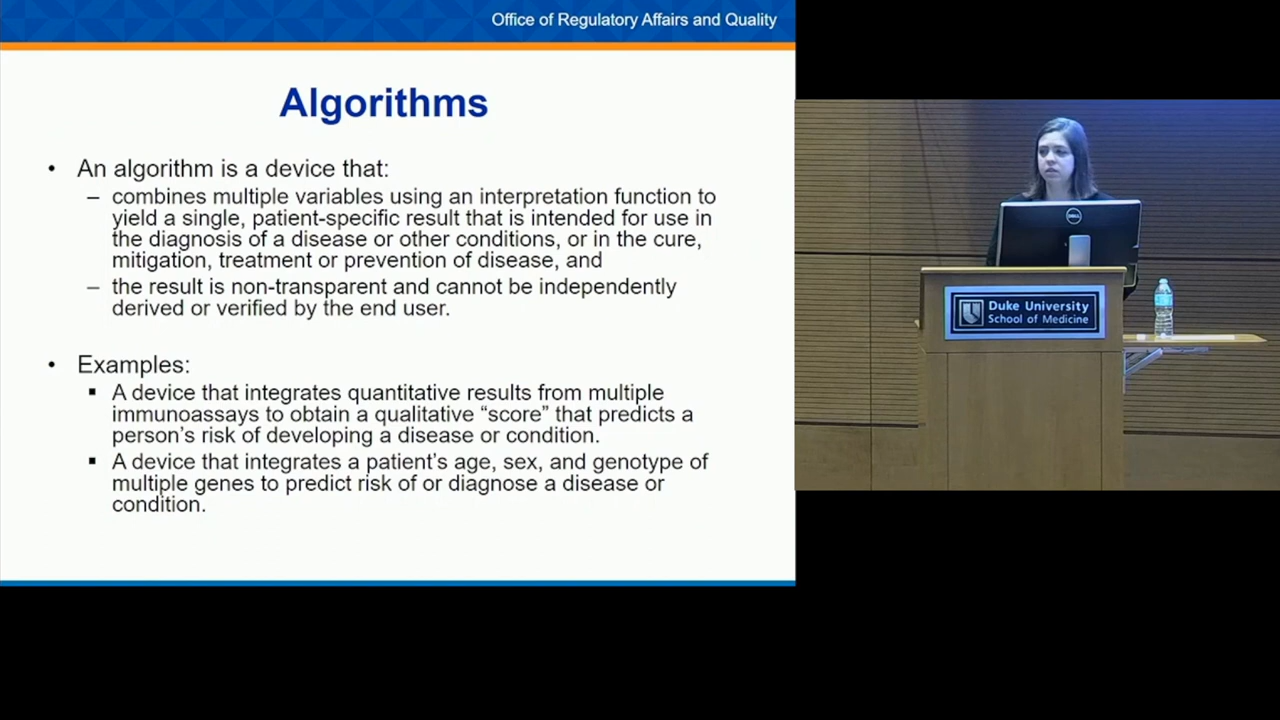 Office of Regulatory Affairs and Quality
Algorithms
• An algorithm is a device that:
– combines multiple variables using an interpretation function to
yield a single, patient-specific result that is intended for use in
the diagnosis of a disease or other conditions, or in the cure,
mitigation, treatment or prevention of disease, and
– the result is non-transparent and cannot be independently
derived or verified by the end user.
• Examples:
▪ A device that integrates quantitative results from multiple
immunoassays to obtain a qualitative “score” that predicts a
person’s risk of developing a disease or condition.
▪ A device that integrates a patient’s age, sex, and genotype of
multiple genes to predict risk of or diagnose a disease or
condition.
DELL
Duke University
School of Medicine